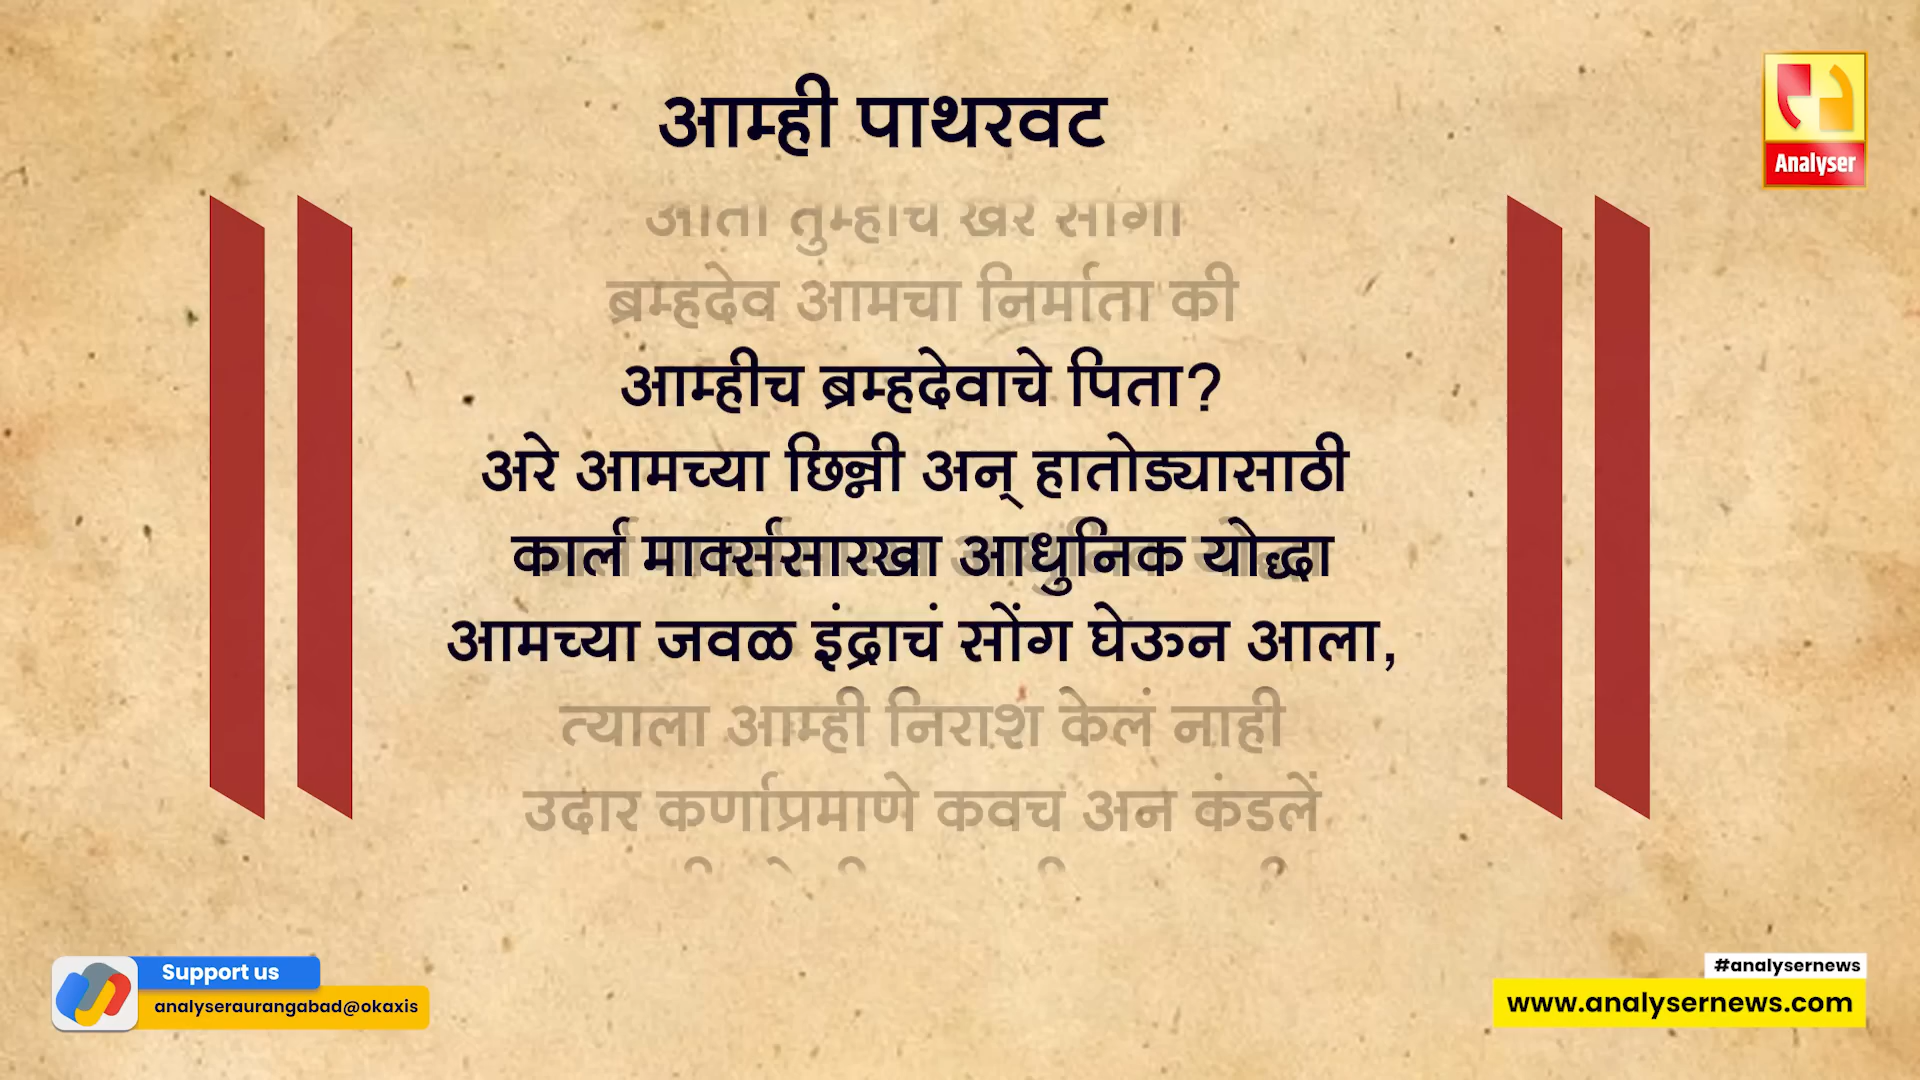 आम्ही पाथरवट
Analyser
आता तुम्हीच खरं सांगा
ब्रम्हदेव आमचा निर्माता की
आम्हीच ब्रम्हदेवाचे पिता?
अरे आमच्या छिन्नी अन् हातोड्यासाठी
कार्ल मार्क्ससारखा आधुनिक योद्धा
आमच्या जवळ इंद्राचं सोंग घेऊन आला,
त्याला आम्ही निराश केलं नाही
उदार कर्णाप्रमाणे कवच अन कंडलें
Support us
analyseraurangabad@okaxis
#analysernews
www.analysernews.com